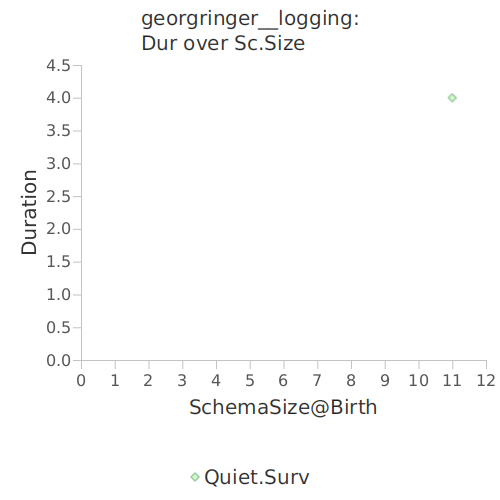 georgringer__logging:
Dur over Sc.Size
4.5
4.0
3.5
3.0
2.5
2.0
1.5
1.0
0.5
0.0
Duration
0 1 2 3 4 5 6 7 8 9 10 11 12
SchemaSize@Birth
Quiet.Surv